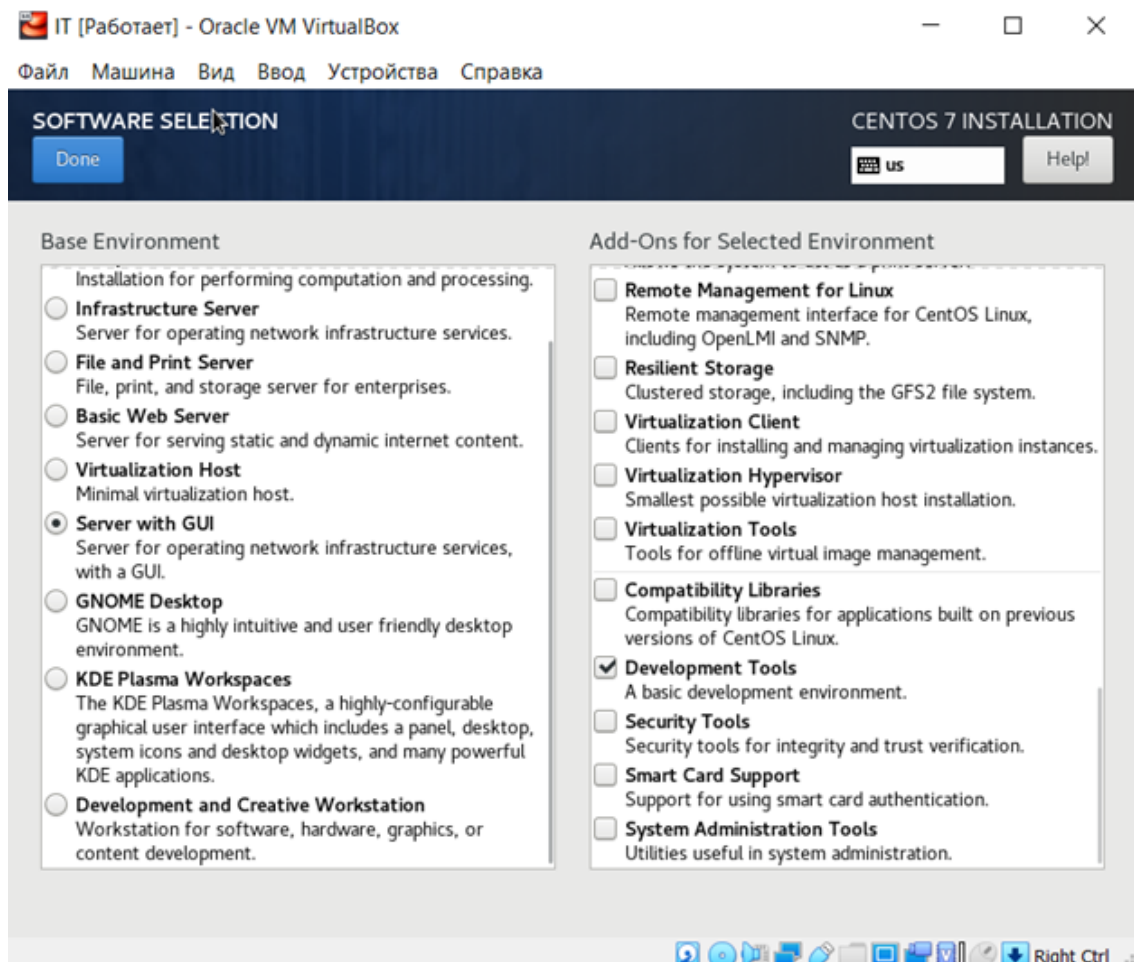 IT [Работает] - Oracle VM VirtualBox
Файл Машина Вид Ввод Устройства Справка
SOFTWARE SELECTION
CENTOS 7 INSTALLATION
Done
us
Help!
Base Environment
Installation for performing computation and processing.
Infrastructure Server
Server for operating network infrastructure services.
File and Print Server
File, print, and storage server for enterprises.
Basic Web Server
Server for serving static and dynamic internet content.
Virtualization Host
Minimal virtualization host.
Server with GUI
Server for operating network infrastructure services,
with a GUI.
GNOME Desktop
GNOME is a highly intuitive and user friendly desktop
environment.
KDE Plasma Workspaces
The KDE Plasma Workspaces, a highly-configurable
graphical user interface which includes a panel, desktop,
system icons and desktop widgets, and many powerful
KDE applications.
Development and Creative Workstation
Workstation for software, hardware, graphics, or
content development.
Add-Ons for Selected Environment
Remote Management for Linux
Remote management interface for CentOS Linux,
including OpenLMI and SNMP.
Resilient Storage
Clustered storage, including the GFS2 file system.
Virtualization Client
Clients for installing and managing virtualization instances.
Virtualization Hypervisor
Smallest possible virtualization host installation.
Virtualization Tools
Tools for offline virtual image management.
Compatibility Libraries
Compatibility libraries for applications built on previous
versions of CentOS Linux.
Development Tools
A basic development environment.
Security Tools
Security tools for integrity and trust verification.
Smart Card Support
Support for using smart card authentication.
System Administration Tools
Utilities useful in system administration.
Right Ctrl